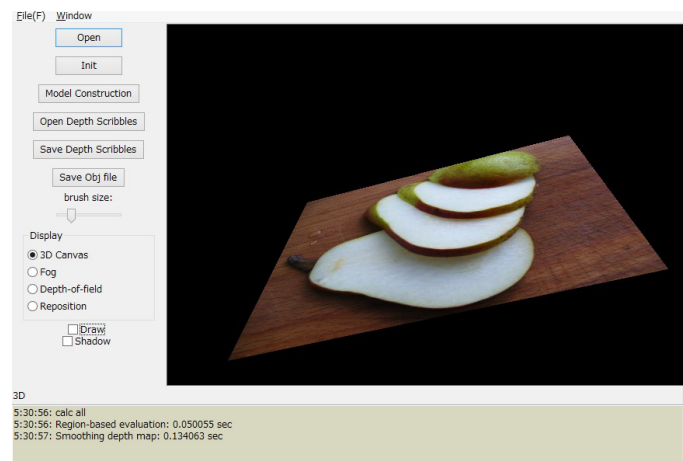 File(F) Window
Open
Init
Model Construction
Open Depth Scribbles
Save Depth Scribbles
Save Obj file
brush size:
Display
3D Canvas
Fog
Depth-of-field
Reposition
Draw
Shadow
3D
5:30:56: calc all
5:30:56: Region-based evaluation: 0.050055 sec
5:30:57: Smoothing depth map: 0.134063 sec